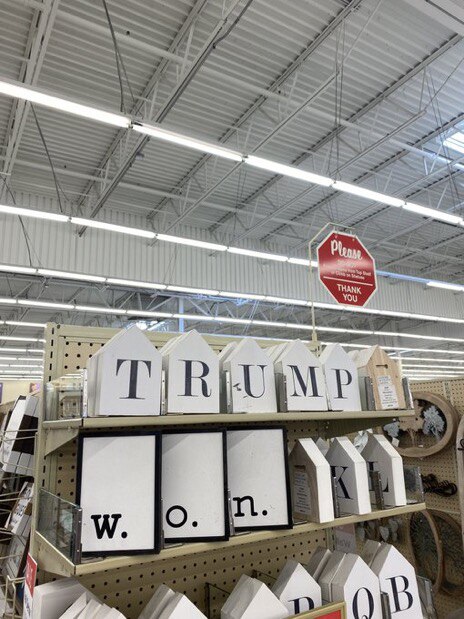 Please
THANK
YOU
TRUMP
w. o. n.
K L
R Q B